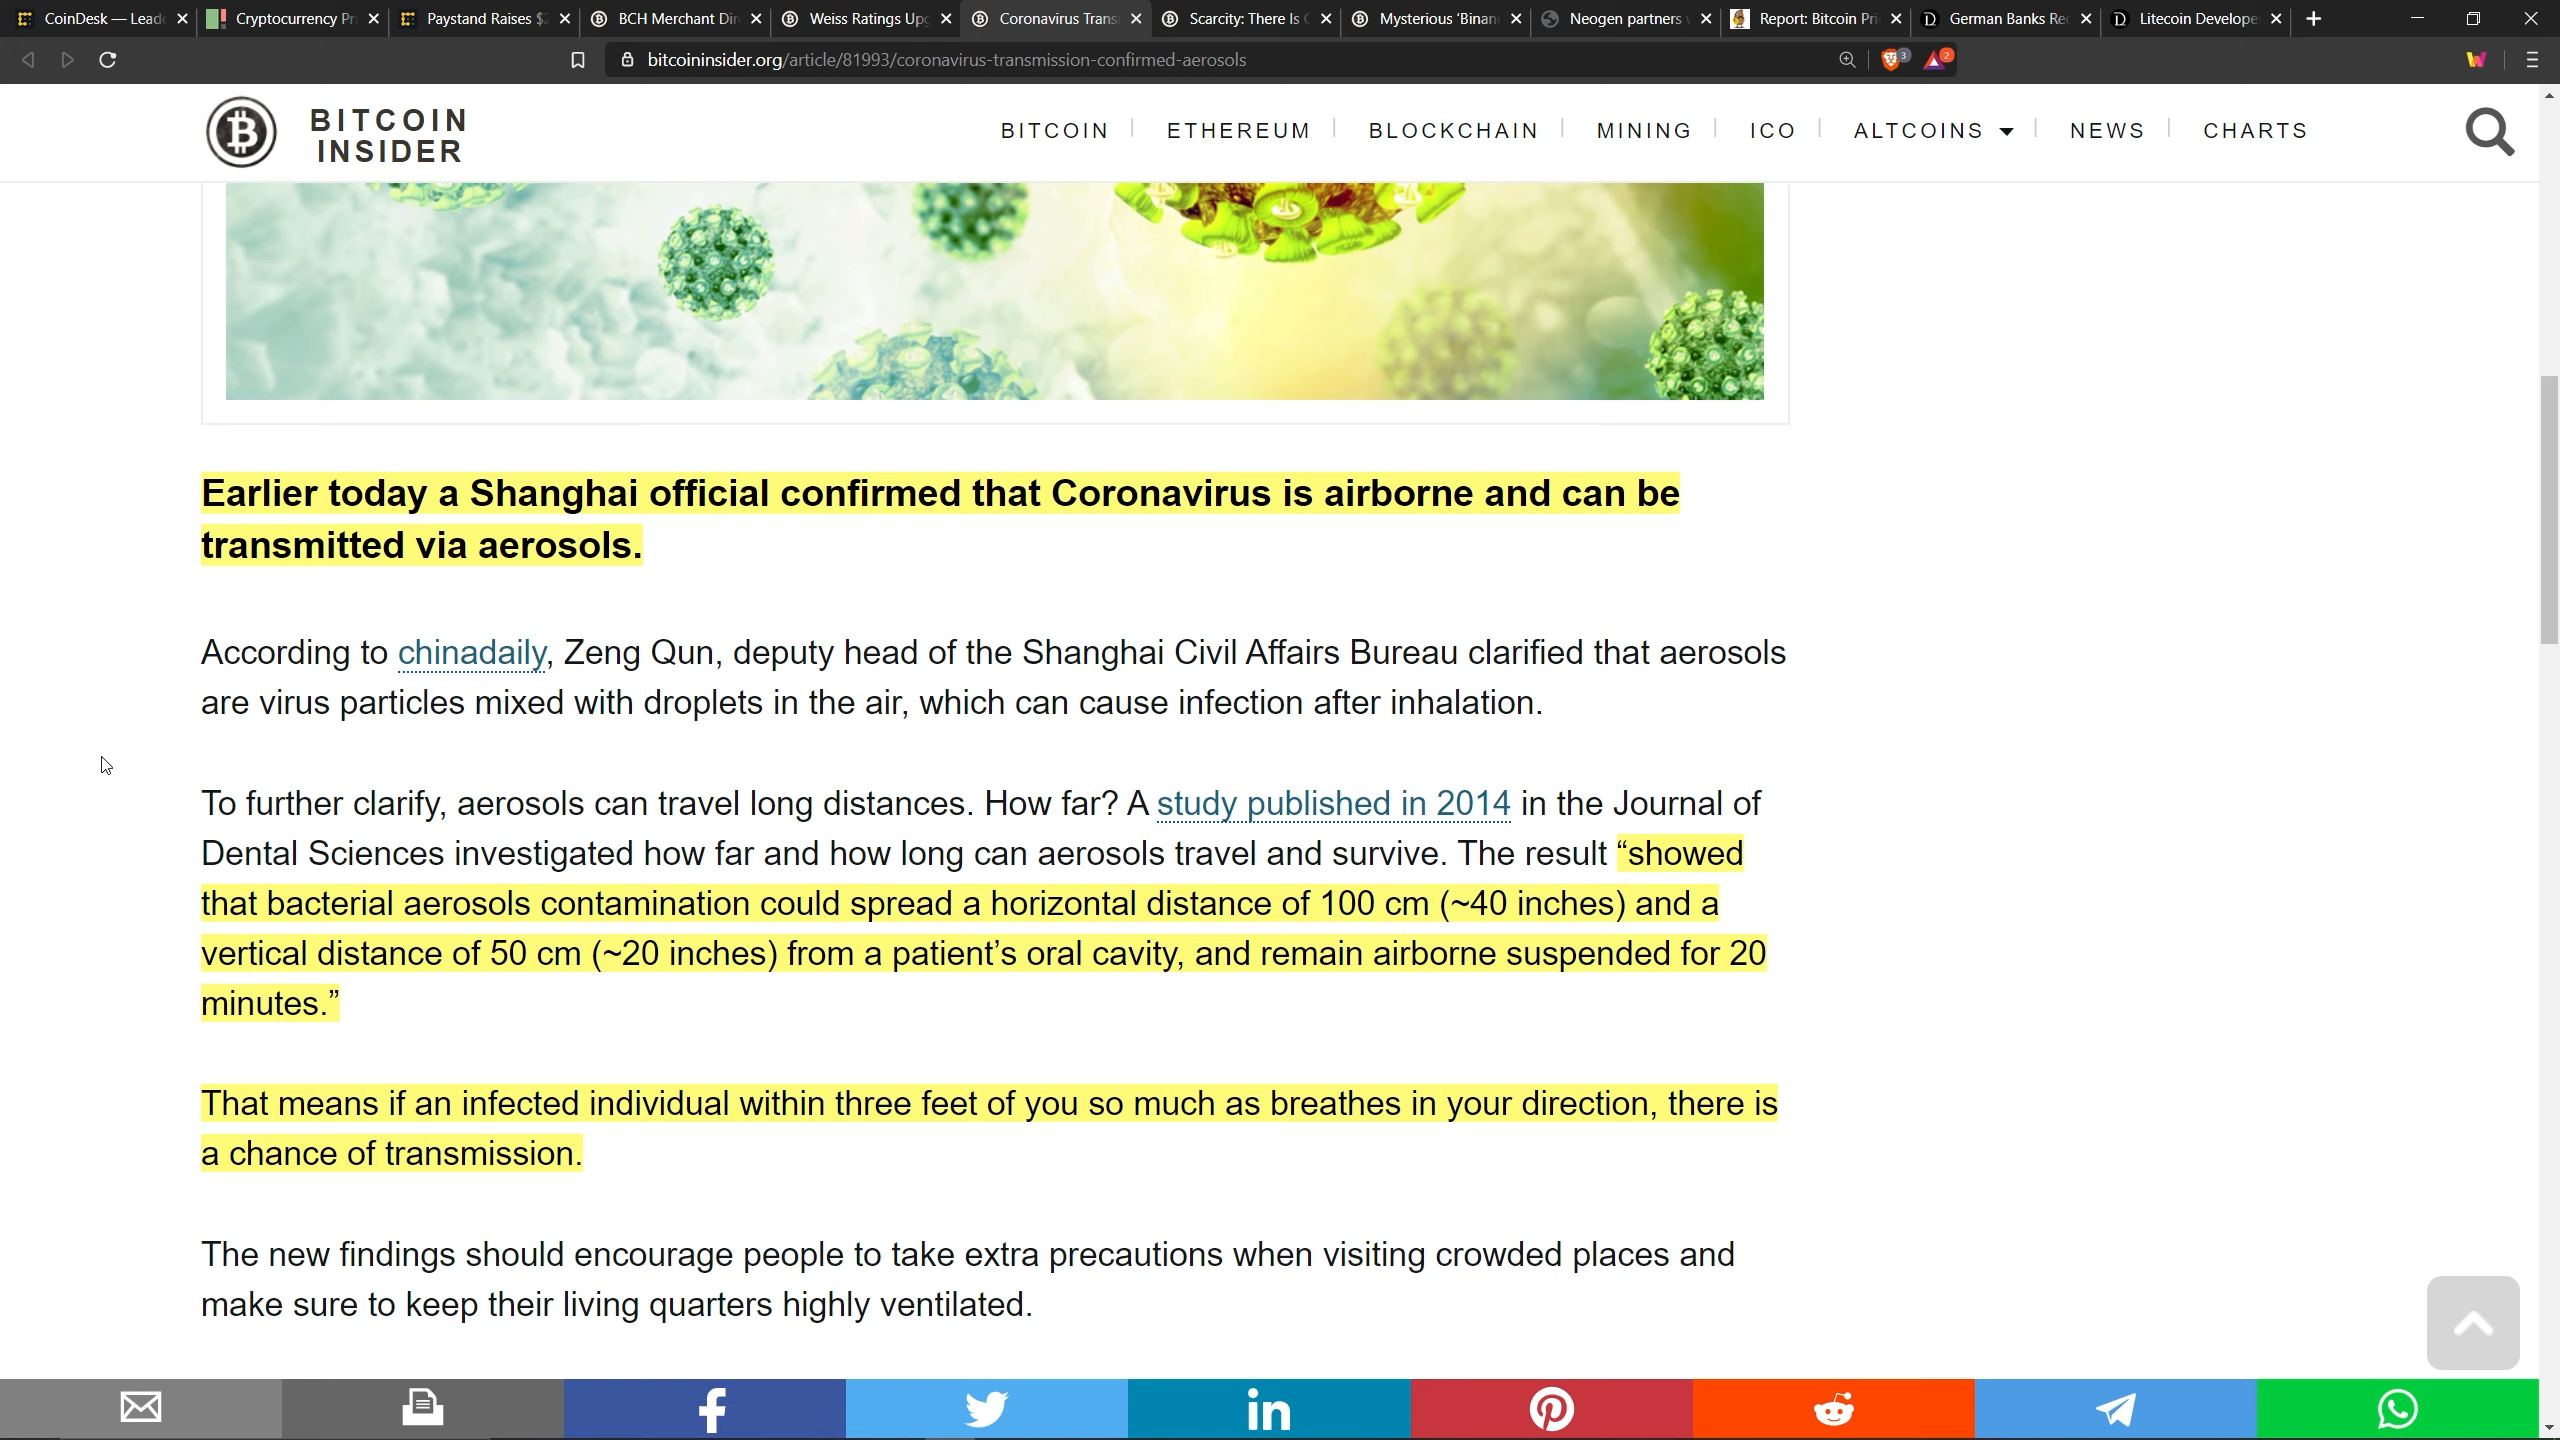 CoinDesk — Lead
Cryptocurrency Pri
Paystand Raises $2
BCH Merchant Dir
Weiss Ratings Upg
Coronavirus Trans
Scarcity: There Is
Mysterious ‘Binan
Neogen partners
Report: Bitcoin Pri
German Banks Re
Litecoin Develope
bitcoininsider.org/article/81993/coronavirus-transmission-confirmed-aerosols
3
2
BITCOIN
INSIDER
BITCOIN
ETHEREUM
BLOCKCHAIN
MINING
ICO
ALTCOINS
NEWS
CHARTS
Earlier today a Shanghai official confirmed that Coronavirus is airborne and can be
transmitted via aerosols.
According to chinadaily, Zeng Qun, deputy head of the Shanghai Civil Affairs Bureau clarified that aerosols
are virus particles mixed with droplets in the air, which can cause infection after inhalation.
To further clarify, aerosols can travel long distances. How far? A study published in 2014 in the Journal of
Dental Sciences investigated how far and how long can aerosols travel and survive. The result “showed
that bacterial aerosols contamination could spread a horizontal distance of 100 cm (~40 inches) and a
vertical distance of 50 cm (~20 inches) from a patient’s oral cavity, and remain airborne suspended for 20
minutes.”
That means if an infected individual within three feet of you so much as breathes in your direction, there is
a chance of transmission.
The new findings should encourage people to take extra precautions when visiting crowded places and
make sure to keep their living quarters highly ventilated.